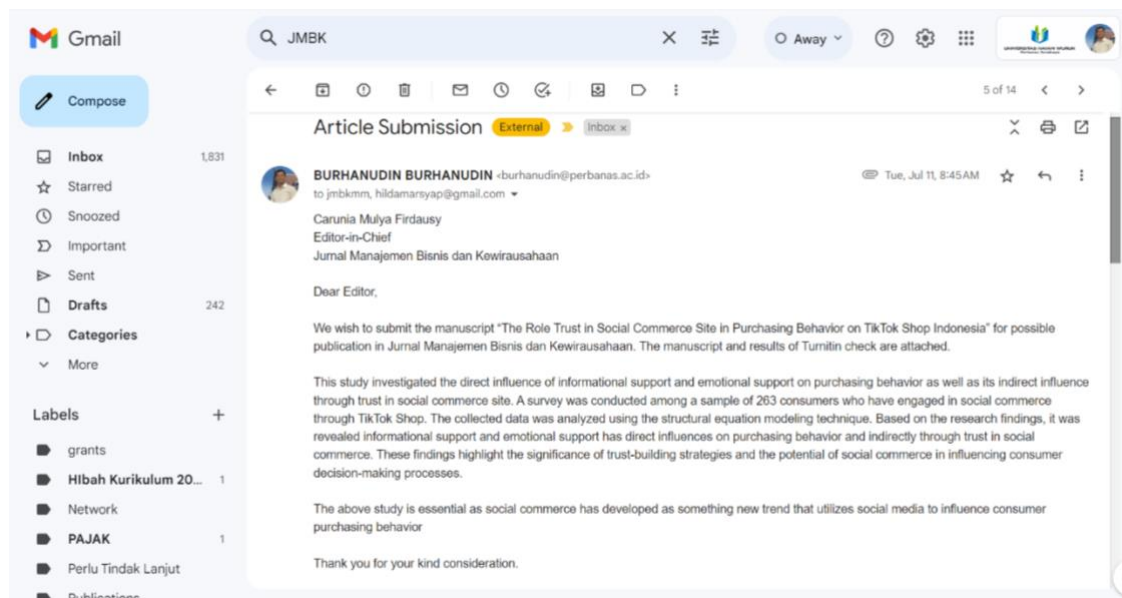 Gmail
JMBK
Away
Compose
5 of 14
Article Submission External Inbox x
Inbox 1,831
Starred
Snoozed
Important
Sent
Drafts 242
Categories
More
Labels
grants
HIbah Kurikulum 20... 1
Network
PAJAK 1
Perlu Tindak Lanjut
Publications
BURHANUDIN BURHANUDIN <burhanudin@perbanas.ac.id>
Tue, Jul 11, 8:45 AM
to jmbkmm, hildamarsyap@gmail.com
Carunia Mulya Firdausy
Editor-in-Chief
Jurnal Manajemen Bisnis dan Kewirausahaan
Dear Editor,
We wish to submit the manuscript "The Role Trust in Social Commerce Site in Purchasing Behavior on TikTok Shop Indonesia" for possible
publication in Jurnal Manajemen Bisnis dan Kewirausahaan. The manuscript and results of Turnitin check are attached.
This study investigated the direct influence of informational support and emotional support on purchasing behavior as well as its indirect influence
through trust in social commerce site. A survey was conducted among a sample of 263 consumers who have engaged in social commerce
through TikTok Shop. The collected data was analyzed using the structural equation modeling technique. Based on the research findings, it was
revealed informational support and emotional support has direct influences on purchasing behavior and indirectly through trust in social
commerce. These findings highlight the significance of trust-building strategies and the potential of social commerce in influencing consumer
decision-making processes.
The above study is essential as social commerce has developed as something new trend that utilizes social media to influence consumer
purchasing behavior
Thank you for your kind consideration.